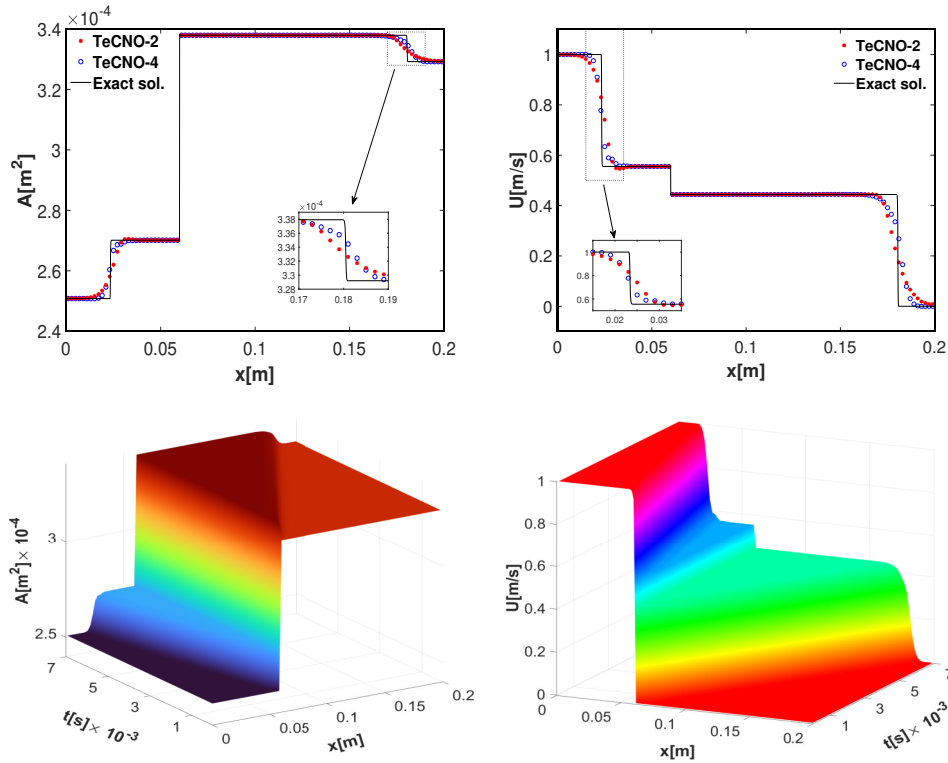 ×10⁻⁴
3.4
3.2
3
2.8
2.6
2.4
A[m²]
TeCNO-2
TeCNO-4
Exact sol.
×10⁻⁴
3.38
3.36
3.34
3.32
3.3
3.28
0.17 0.18 0.19
0 0.05 0.1 0.15 0.2
x[m]
1
0.8
0.6
0.4
0.2
0
U[m/s]
TeCNO-2
TeCNO-4
Exact sol.
1
0.8
0.6
0.02 0.03
0 0.05 0.1 0.15 0.2
x[m]
3
2.5
A[m²]× 10⁻⁴
7
5
3
1
t[s]× 10⁻³
0 0.05 0.1 0.15 0.2
x[m]
1
0.8
0.6
0.4
0.2
0
U[m/s]
0 0.05 0.1 0.15 0.2
x[m]
1
3
5
7
t[s]× 10⁻³